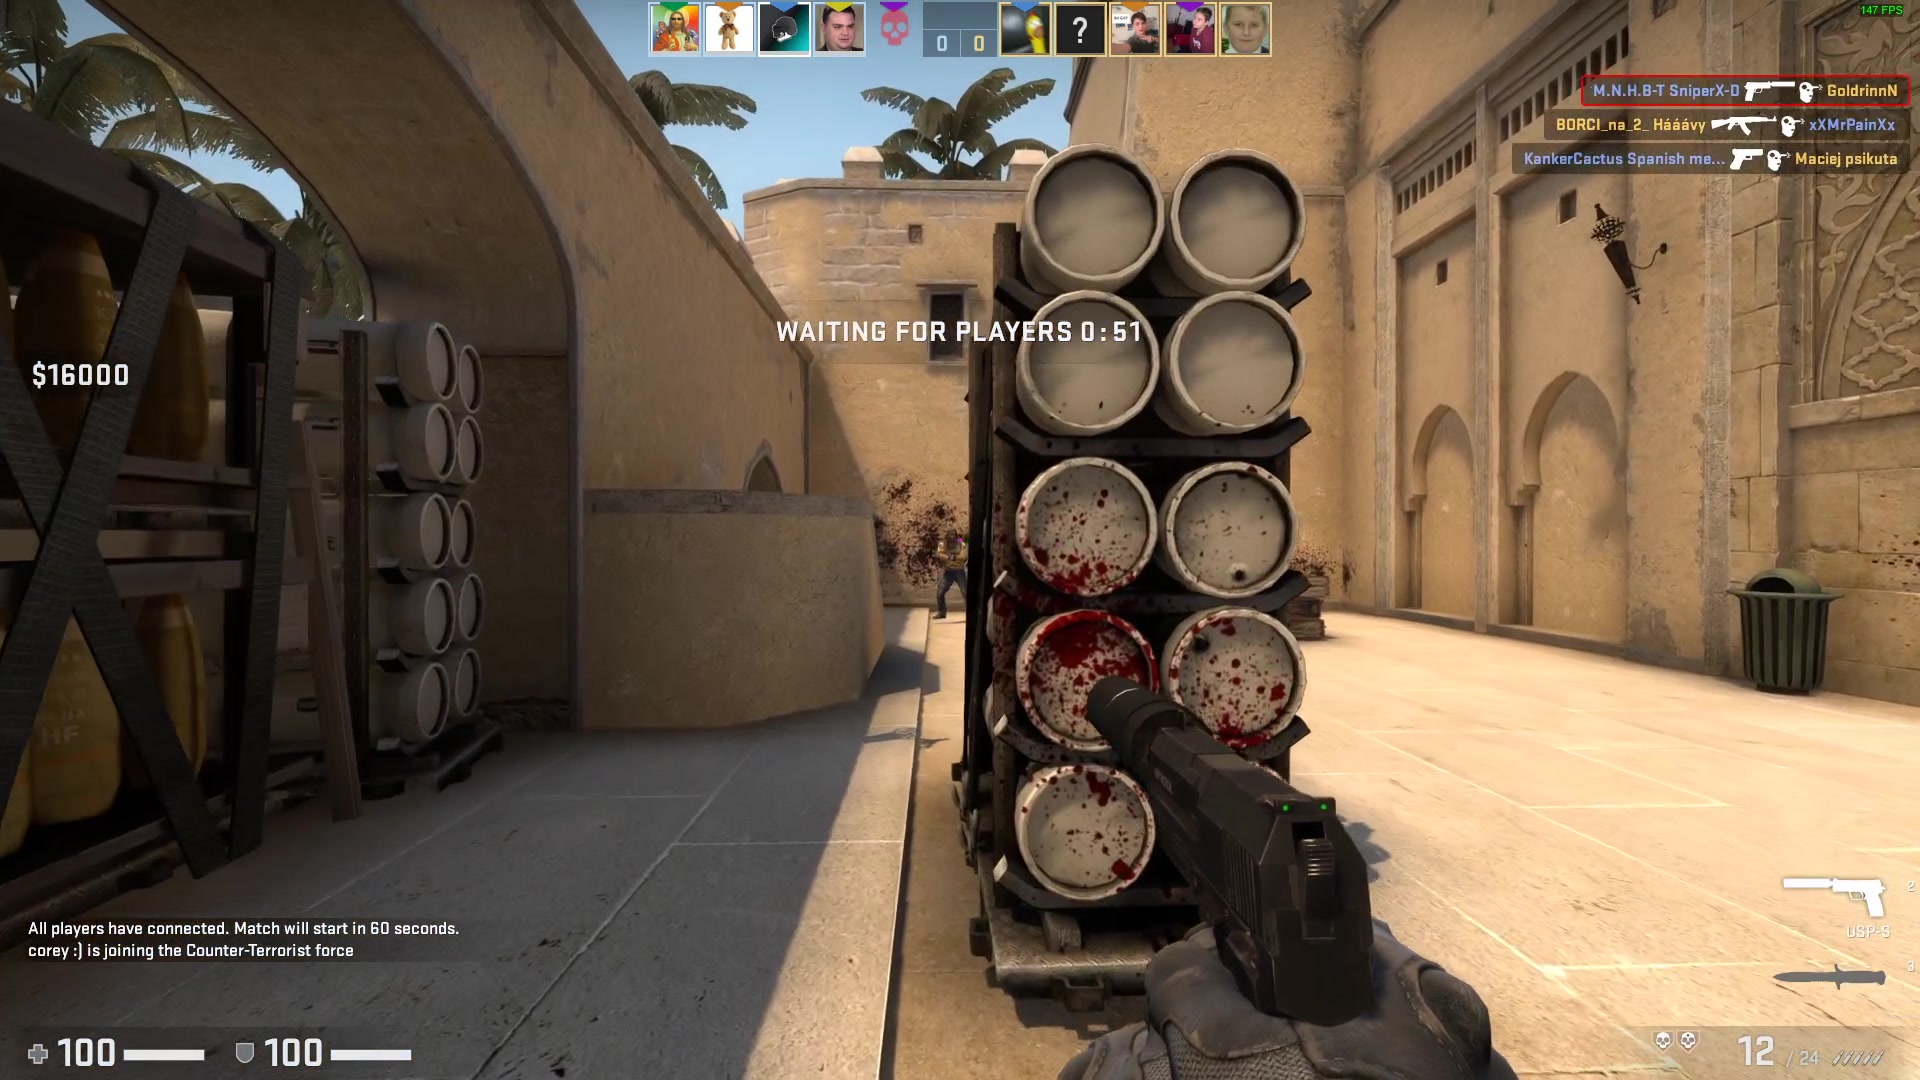 147 FPS
0 0
?
M.N.H.B-T SniperX-D GoldrinnN
BORCI_na_2_ Hááávy xXMrPainXx
KankerCactus Spanish me... Maciej psikuta
WAITING FOR PLAYERS 0:51
$16000
HF
2
USP-S
3
All players have connected. Match will start in 60 seconds.
corey :) is joining the Counter-Terrorist force
100 100
12 / 24